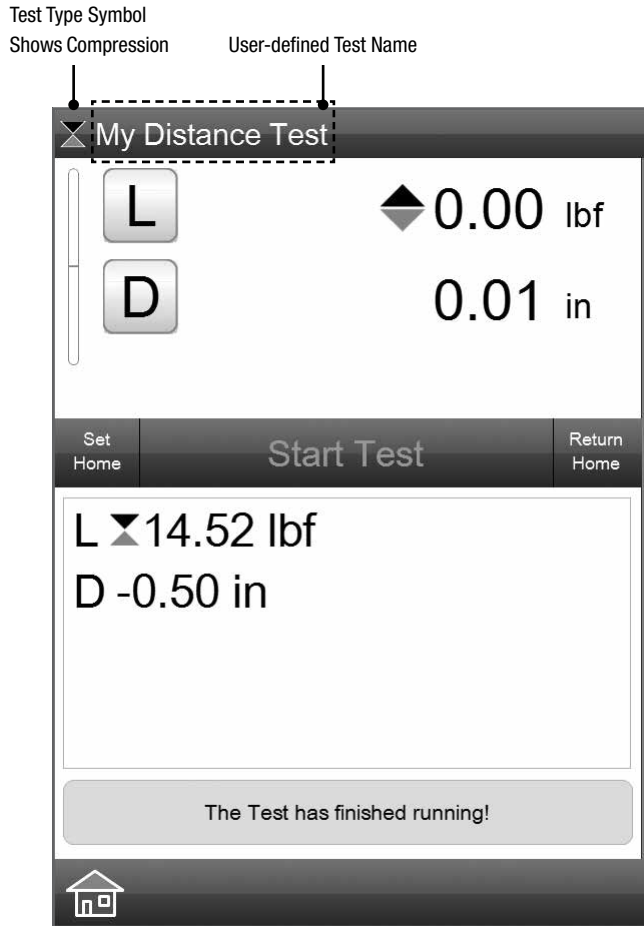 Test Type Symbol
Shows Compression
User-defined Test Name
My Distance Test
L 0.00 lbf
D 0.01 in
Set
Home
Start Test
Return
Home
L 14.52 lbf
D -0.50 in
The Test has finished running!